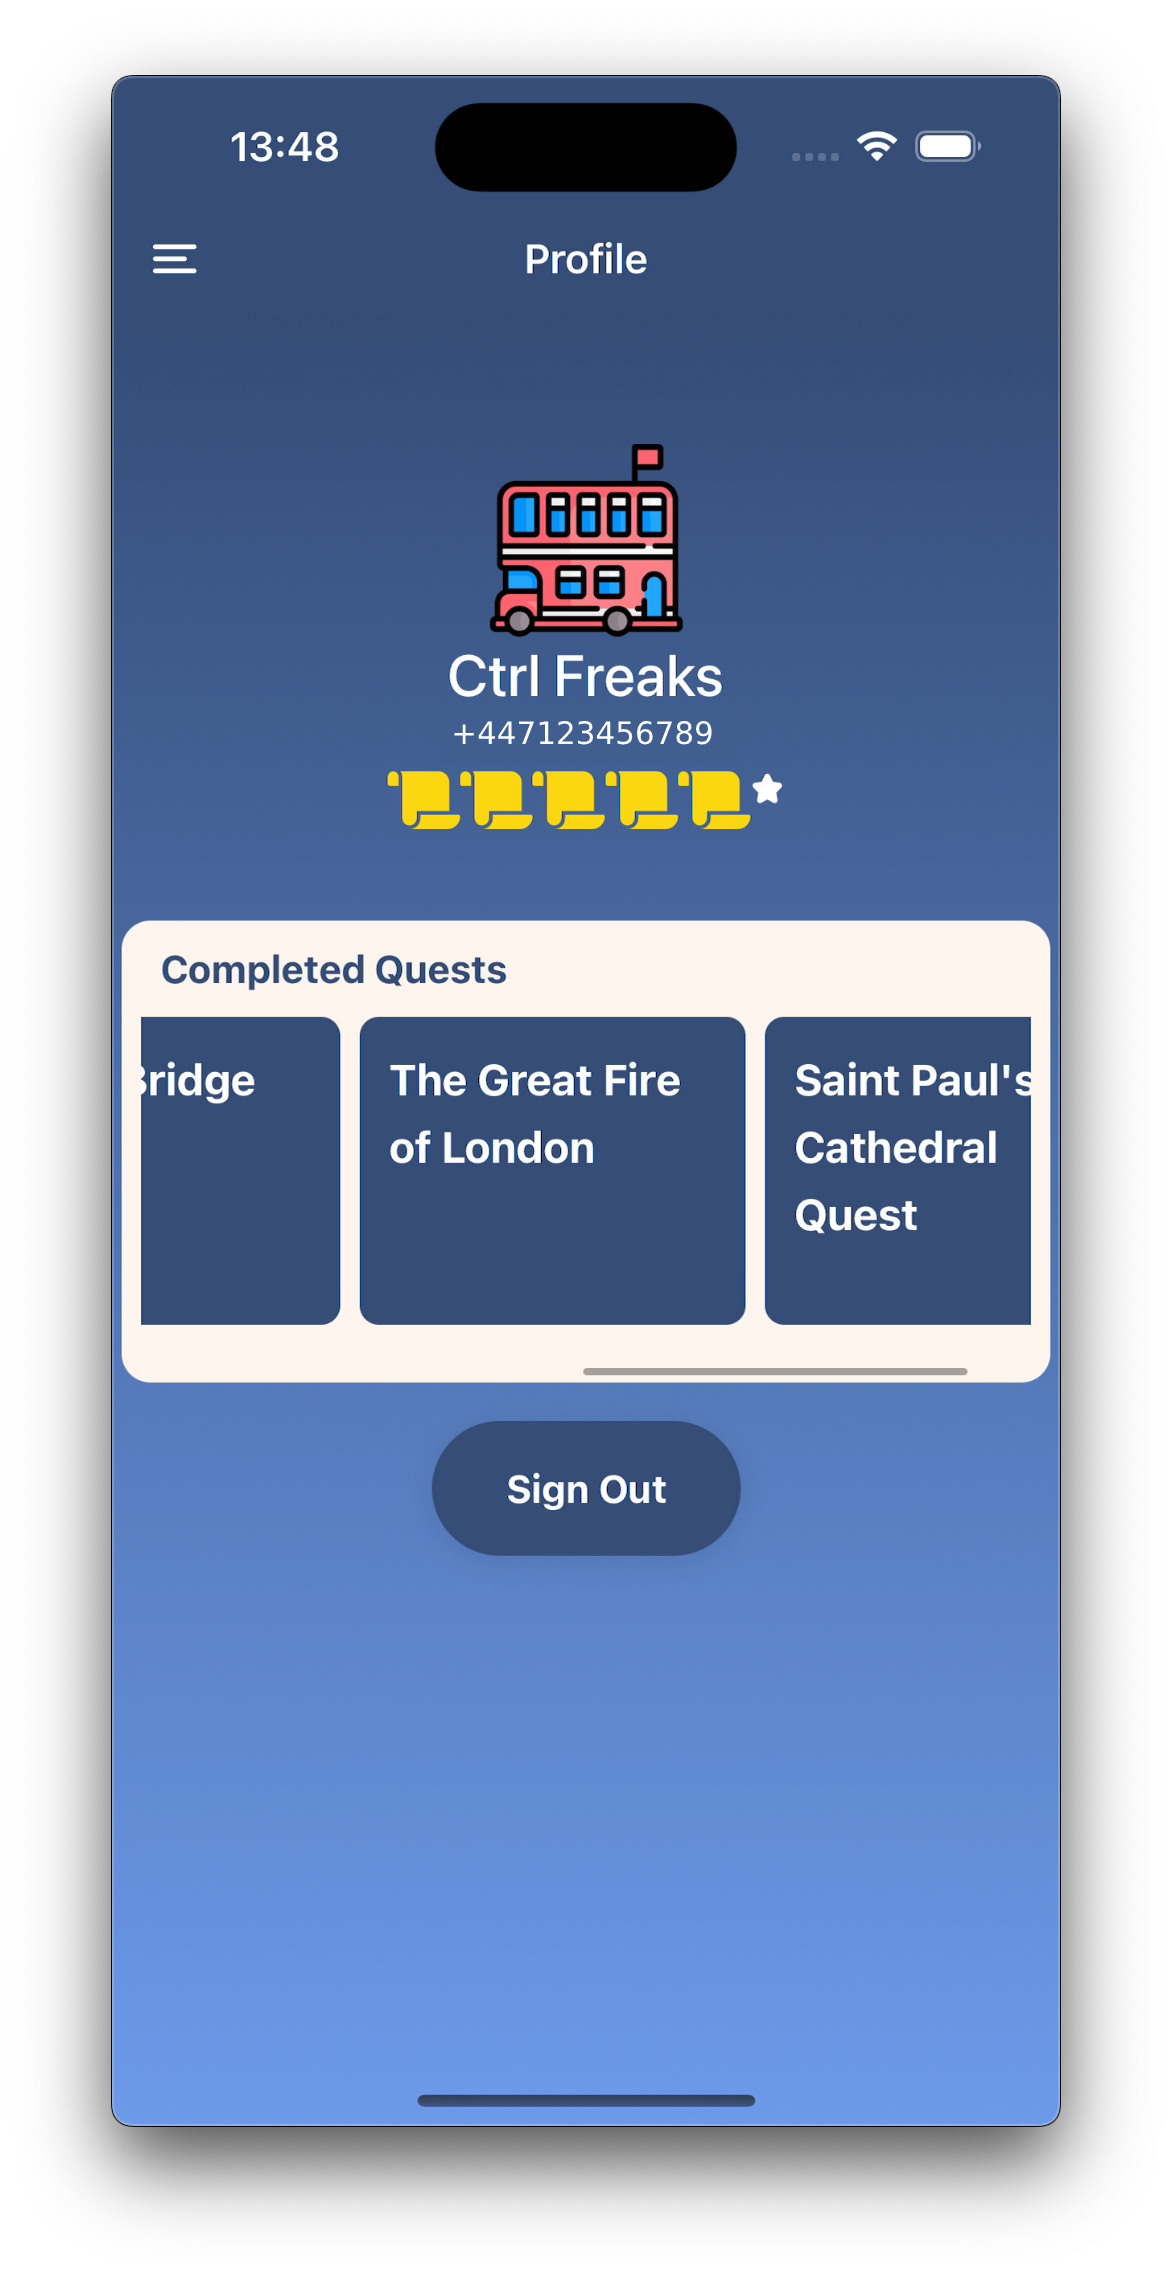 13:48
Profile
Ctrl Freaks
+447123456789
Completed Quests
The Great Fire
of London
Saint Paul's
Cathedral
Quest
Sign Out